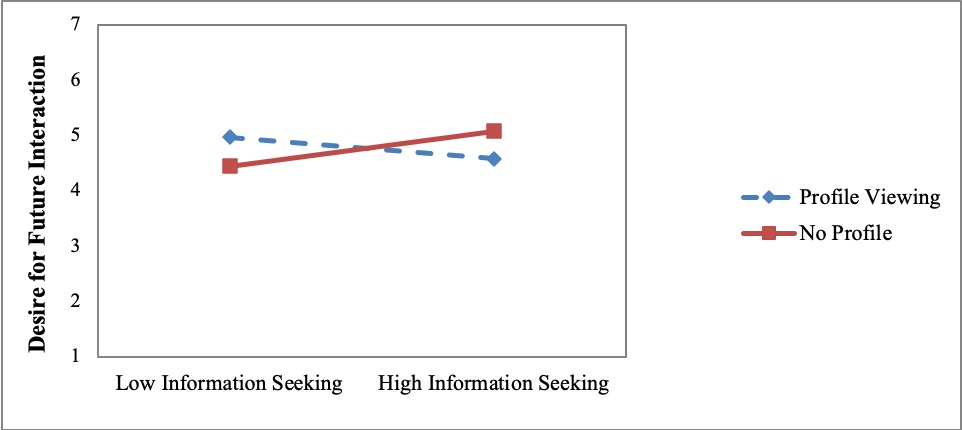 Desire for Future Interaction
7
6
5
4
3
2
1
Low Information Seeking
High Information Seeking
Profile Viewing
No Profile